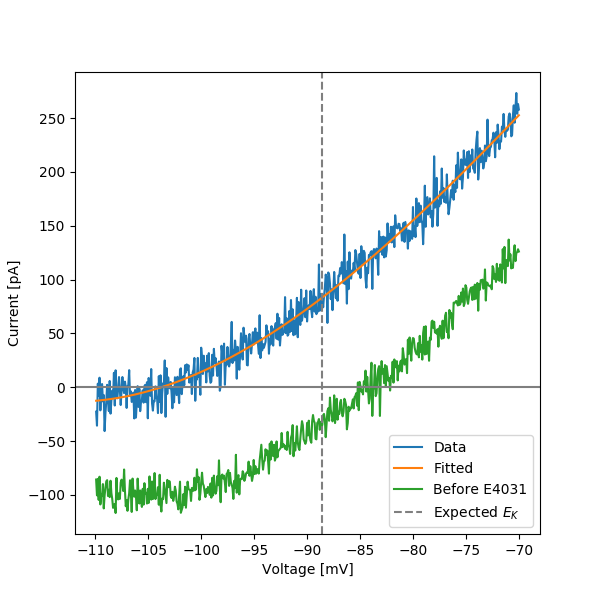 250
200
150
100
50
0
−50
−100
Current [pA]
−110 −105 −100 −95 −90 −85 −80 −75 −70
Voltage [mV]
Data
Fitted
Before E4031
Expected E_K